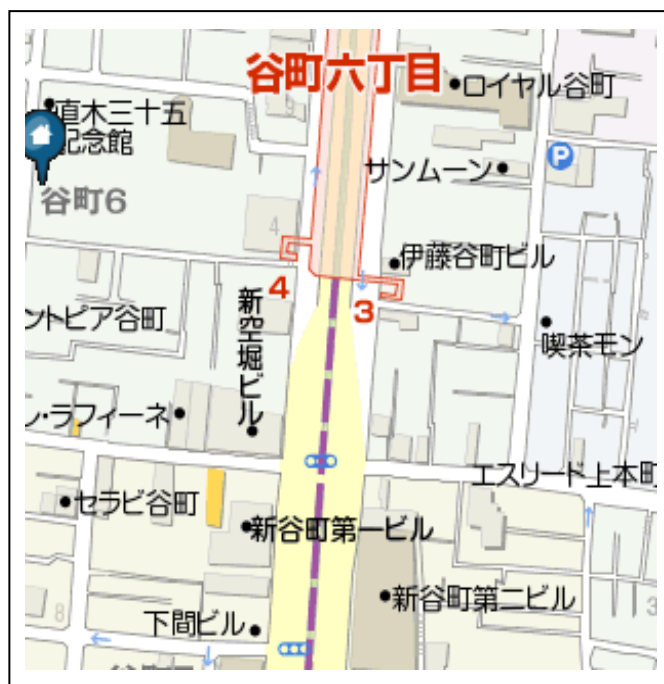 谷町六丁目
ロイヤル谷町
直木三十五
記念館
サンムーン
P
谷町6
4
伊藤谷町ビル
4
3
ントピア谷町
新空堀ビル
喫茶モン
ン・ラフィーネ
エスリード上本町
セラビ谷町
新谷町第一ビル
新谷町第二ビル
8
3
下間ビル